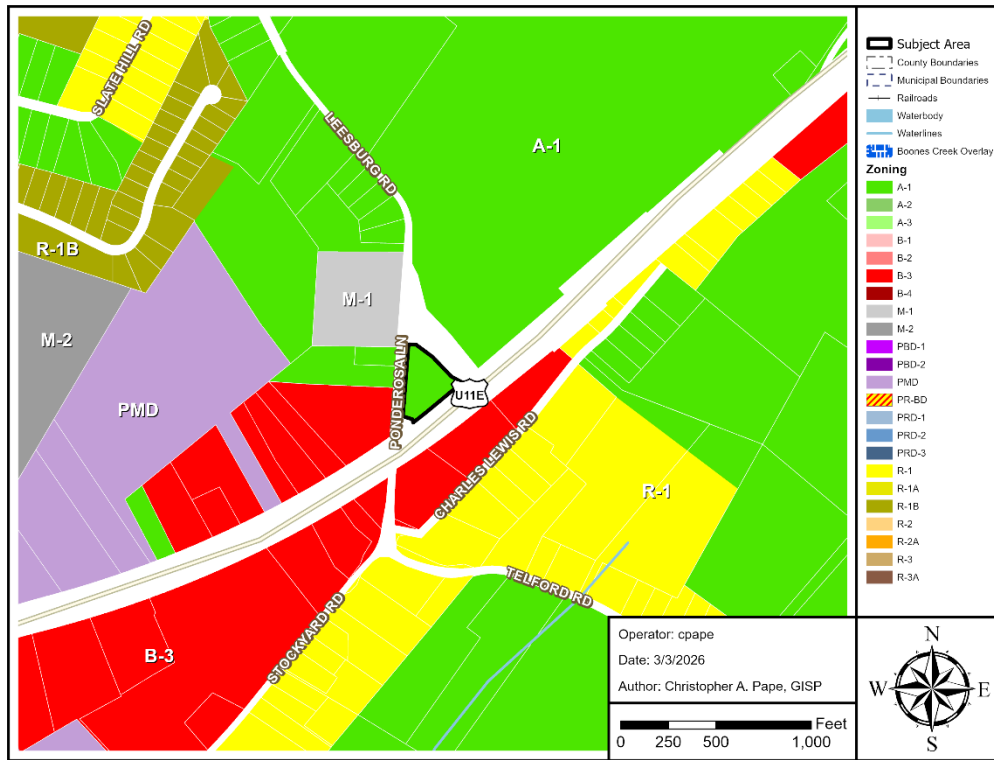 SLATE HILL RD
LEESBURG RD
A-1
R-1B
M-1
M-2
PMD
PONDEROSA LN
U11E
CHARLES LEWIS RD
R-1
TELFORD RD
STOCKYARD RD
B-3
Subject Area
County Boundaries
Municipal Boundaries
Railroads
Waterbody
Waterlines
Boones Creek Overlay
Zoning
A-1
A-2
A-3
B-1
B-2
B-3
B-4
M-1
M-2
PBD-1
PBD-2
PMD
PR-BD
PRD-1
PRD-2
PRD-3
R-1
R-1A
R-1B
R-2
R-2A
R-3
R-3A
Operator: cpape
Date: 3/3/2026
Author: Christopher A. Pape, GISP
Feet
0 250 500 1,000
N
W E
S